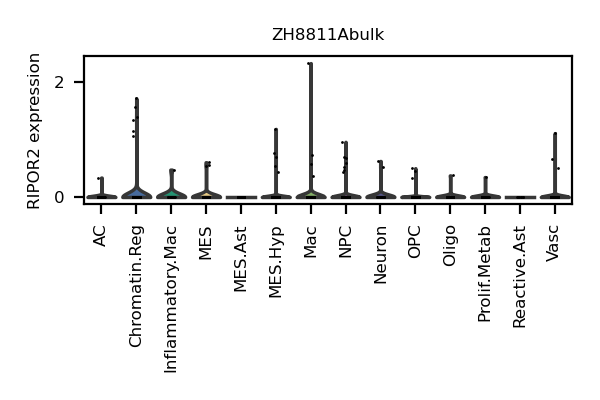 ZH8811Abulk
RIPOR2 expression
2
0
AC
Chromatin.Reg
Inflammatory.Mac
MES
MES.Ast
MES.Hyp
Mac
NPC
Neuron
OPC
Oligo
Prolif.Metab
Reactive.Ast
Vasc